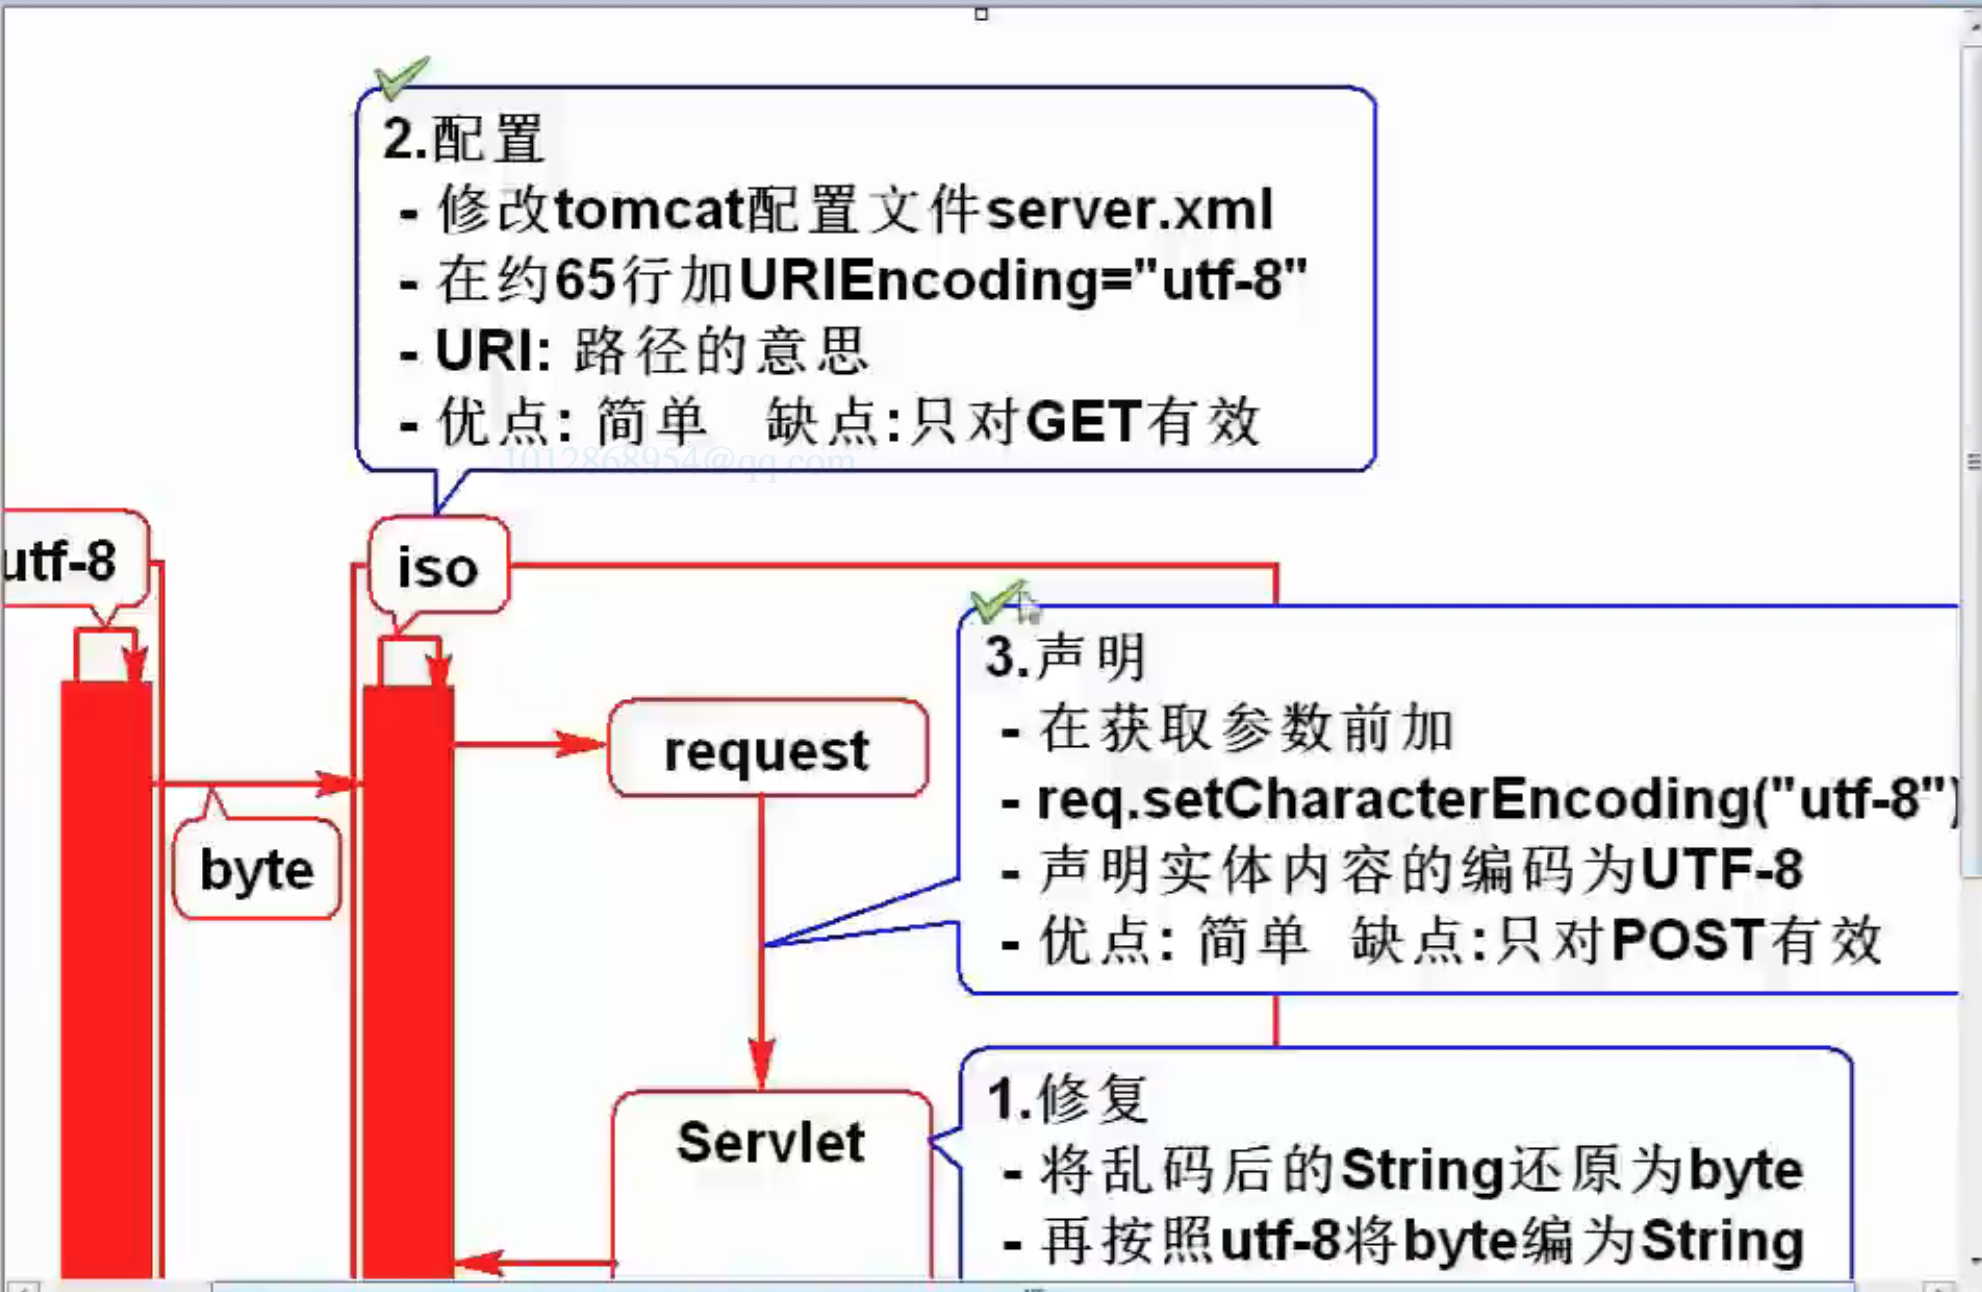 2.配置
- 修改tomcat配置文件server.xml
- 在约65行加URIEncoding="utf-8"
- URI: 路径的意思
- 优点: 简单 缺点:只对GET有效
1012868954@qq.com
utf-8
iso
byte
request
3.声明
- 在获取参数前加
- req.setCharacterEncoding("utf-8")
- 声明实体内容的编码为UTF-8
- 优点: 简单 缺点:只对POST有效
Servlet
1.修复
- 将乱码后的String还原为byte
- 再按照utf-8将byte编为String